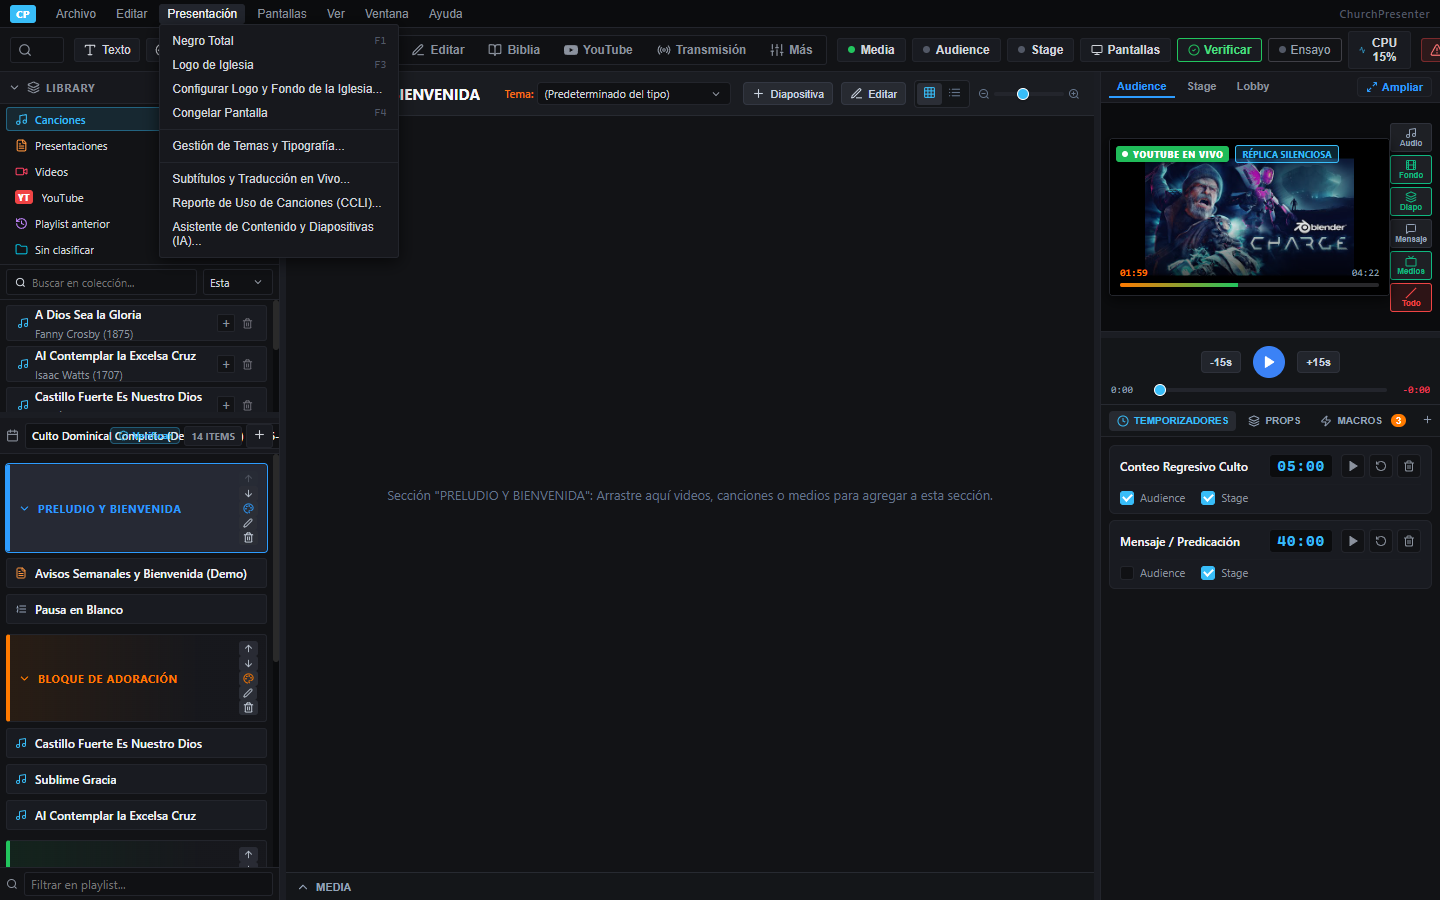 CP
Archivo
Editar
Presentación
Pantallas
Ver
Ventana
Ayuda
ChurchPresenter
Texto
Editar
Biblia
YouTube
Transmisión
Más
Media
Audience
Stage
Pantallas
Verificar
Ensayo
CPU
15%
Negro Total F1
Logo de Iglesia F3
Configurar Logo y Fondo de la Iglesia...
Congelar Pantalla F4
Gestión de Temas y Tipografía...
Subtítulos y Traducción en Vivo...
Reporte de Uso de Canciones (CCLI)...
Asistente de Contenido y Diapositivas
(IA)...
LIBRARY
Canciones
Presentaciones
Videos
YT YouTube
Playlist anterior
Sin clasificar
Buscar en colección...
Esta
A Dios Sea la Gloria
Fanny Crosby (1875)
Al Contemplar la Excelsa Cruz
Isaac Watts (1707)
Castillo Fuerte Es Nuestro Dios
Culto Dominical Completo (De
14 ITEMS
PRELUDIO Y BIENVENIDA
Avisos Semanales y Bienvenida (Demo)
Pausa en Blanco
BLOQUE DE ADORACIÓN
Castillo Fuerte Es Nuestro Dios
Sublime Gracia
Al Contemplar la Excelsa Cruz
Filtrar en playlist...
IENVENIDA
Tema:
(Predeterminado del tipo)
Diapositiva
Editar
Sección "PRELUDIO Y BIENVENIDA": Arrastre aquí videos, canciones o medios para agregar a esta sección.
MEDIA
Audience
Stage
Lobby
Ampliar
YOUTUBE EN VIVO
RÉPLICA SILENCIOSA
blender
CHARGE
01:59
04:22
Audio
Fondo
Diapo
Mensaje
Medios
Todo
-15s
+15s
0:00
-0:00
TEMPORIZADORES
PROPS
MACROS 3
Conteo Regresivo Culto 05:00
Audience
Stage
Mensaje / Predicación 40:00
Audience
Stage